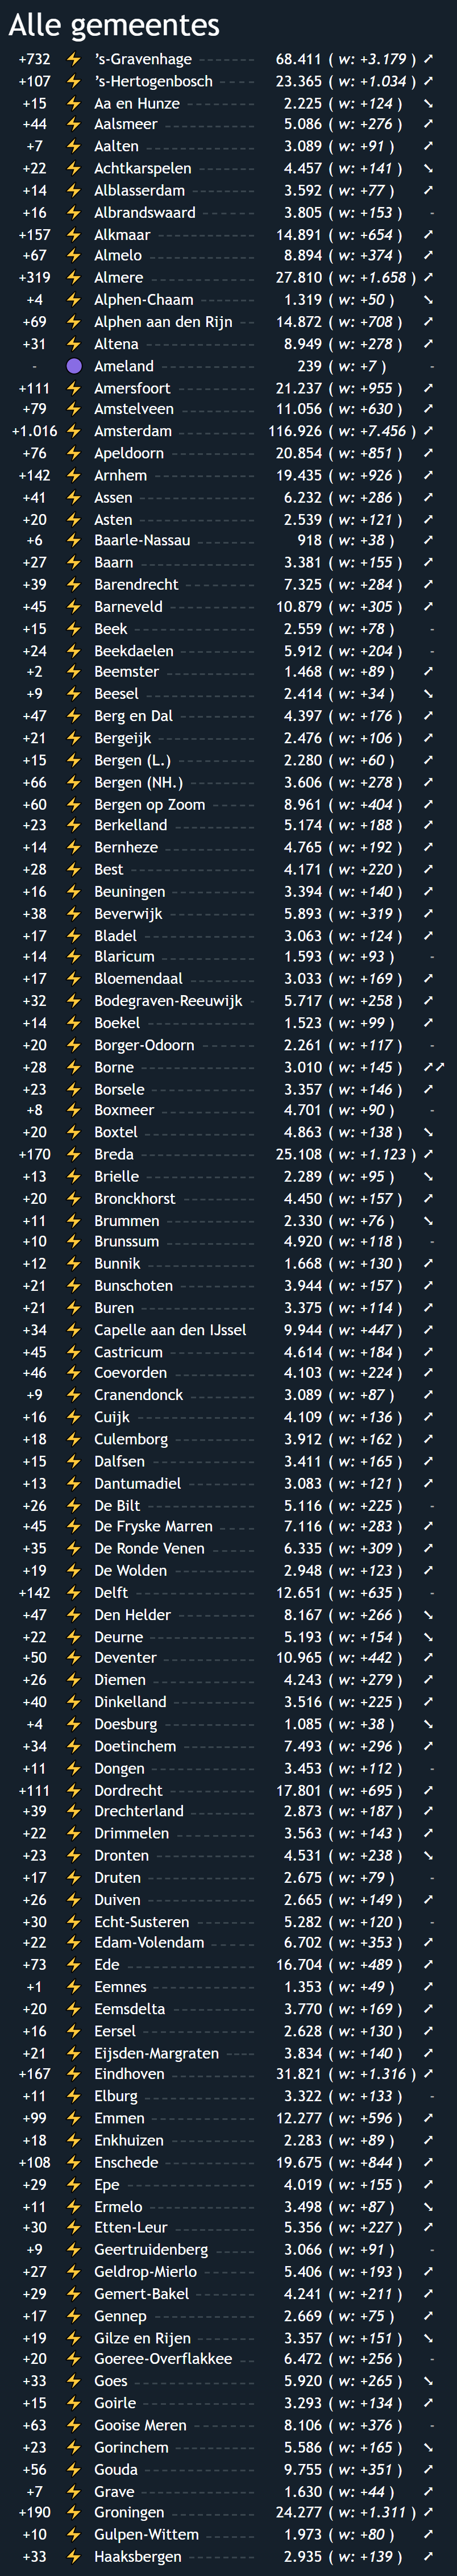 Alle gemeentes
+732 ⚡ ’s-Gravenhage 68.411 ( w: +3.179 ) ➚
+107 ⚡ ’s-Hertogenbosch 23.365 ( w: +1.034 ) ➚
+15 ⚡ Aa en Hunze 2.225 ( w: +124 ) ➘
+44 ⚡ Aalsmeer 5.086 ( w: +276 ) ➚
+7 ⚡ Aalten 3.089 ( w: +91 ) ➚
+22 ⚡ Achtkarspelen 4.457 ( w: +141 ) ➘
+14 ⚡ Alblasserdam 3.592 ( w: +77 ) ➚
+16 ⚡ Albrandswaard 3.805 ( w: +153 ) -
+157 ⚡ Alkmaar 14.891 ( w: +654 ) ➚
+67 ⚡ Almelo 8.894 ( w: +374 ) ➚
+319 ⚡ Almere 27.810 ( w: +1.658 ) ➚
+4 ⚡ Alphen-Chaam 1.319 ( w: +50 ) ➘
+69 ⚡ Alphen aan den Rijn 14.872 ( w: +708 ) ➚
+31 ⚡ Altena 8.949 ( w: +278 ) ➚
- Ameland 239 ( w: +7 ) -
+111 ⚡ Amersfoort 21.237 ( w: +955 ) ➚
+79 ⚡ Amstelveen 11.056 ( w: +630 ) ➚
+1.016 ⚡ Amsterdam 116.926 ( w: +7.456 ) ➚
+76 ⚡ Apeldoorn 20.854 ( w: +851 ) ➚
+142 ⚡ Arnhem 19.435 ( w: +926 ) ➚
+41 ⚡ Assen 6.232 ( w: +286 ) ➚
+20 ⚡ Asten 2.539 ( w: +121 ) ➚
+6 ⚡ Baarle-Nassau 918 ( w: +38 ) ➚
+27 ⚡ Baarn 3.381 ( w: +155 ) ➚
+39 ⚡ Barendrecht 7.325 ( w: +284 ) ➚
+45 ⚡ Barneveld 10.879 ( w: +305 ) ➚
+15 ⚡ Beek 2.559 ( w: +78 ) -
+24 ⚡ Beekdaelen 5.912 ( w: +204 ) -
+2 ⚡ Beemster 1.468 ( w: +89 ) ➚
+9 ⚡ Beesel 2.414 ( w: +34 ) ➘
+47 ⚡ Berg en Dal 4.397 ( w: +176 ) ➚
+21 ⚡ Bergeijk 2.476 ( w: +106 ) ➚
+15 ⚡ Bergen (L.) 2.280 ( w: +60 ) ➚
+66 ⚡ Bergen (NH.) 3.606 ( w: +278 ) ➚
+60 ⚡ Bergen op Zoom 8.961 ( w: +404 ) ➚
+23 ⚡ Berkelland 5.174 ( w: +188 ) ➚
+14 ⚡ Bernheze 4.765 ( w: +192 ) ➚
+28 ⚡ Best 4.171 ( w: +220 ) ➚
+16 ⚡ Beuningen 3.394 ( w: +140 ) ➚
+38 ⚡ Beverwijk 5.893 ( w: +319 ) ➚
+17 ⚡ Bladel 3.063 ( w: +124 ) ➚
+14 ⚡ Blaricum 1.593 ( w: +93 ) -
+17 ⚡ Bloemendaal 3.033 ( w: +169 ) ➚
+32 ⚡ Bodegraven-Reeuwijk 5.717 ( w: +258 ) ➚
+14 ⚡ Boekel 1.523 ( w: +99 ) ➚
+20 ⚡ Borger-Odoorn 2.261 ( w: +117 ) -
+28 ⚡ Borne 3.010 ( w: +145 ) ➚➚
+23 ⚡ Borsele 3.357 ( w: +146 ) ➚
+8 ⚡ Boxmeer 4.701 ( w: +90 ) -
+20 ⚡ Boxtel 4.863 ( w: +138 ) ➘
+170 ⚡ Breda 25.108 ( w: +1.123 ) ➚
+13 ⚡ Brielle 2.289 ( w: +95 ) ➘
+20 ⚡ Bronckhorst 4.450 ( w: +157 ) ➚
+11 ⚡ Brummen 2.330 ( w: +76 ) ➘
+10 ⚡ Brunssum 4.920 ( w: +118 ) -
+12 ⚡ Bunnik 1.668 ( w: +130 ) ➚
+21 ⚡ Bunschoten 3.944 ( w: +157 ) ➚
+21 ⚡ Buren 3.375 ( w: +114 ) ➚
+34 ⚡ Capelle aan den IJssel 9.944 ( w: +447 ) ➚
+45 ⚡ Castricum 4.614 ( w: +184 ) ➚
+46 ⚡ Coevorden 4.103 ( w: +224 ) ➚
+9 ⚡ Cranendonck 3.089 ( w: +87 ) ➚
+16 ⚡ Cuijk 4.109 ( w: +136 ) ➚
+18 ⚡ Culemborg 3.912 ( w: +162 ) ➚
+15 ⚡ Dalfsen 3.411 ( w: +165 ) ➚
+13 ⚡ Dantumadiel 3.083 ( w: +121 ) ➚
+26 ⚡ De Bilt 5.116 ( w: +225 ) -
+45 ⚡ De Fryske Marren 7.116 ( w: +283 ) ➚
+35 ⚡ De Ronde Venen 6.335 ( w: +309 ) ➚
+19 ⚡ De Wolden 2.948 ( w: +123 ) ➚
+142 ⚡ Delft 12.651 ( w: +635 ) -
+47 ⚡ Den Helder 8.167 ( w: +266 ) ➘
+22 ⚡ Deurne 5.193 ( w: +154 ) ➘
+50 ⚡ Deventer 10.965 ( w: +442 ) ➚
+26 ⚡ Diemen 4.243 ( w: +279 ) ➚
+40 ⚡ Dinkelland 3.516 ( w: +225 ) ➚
+4 ⚡ Doesburg 1.085 ( w: +38 ) ➘
+34 ⚡ Doetinchem 7.493 ( w: +296 ) ➚
+11 ⚡ Dongen 3.453 ( w: +112 ) -
+111 ⚡ Dordrecht 17.801 ( w: +695 ) ➚
+39 ⚡ Drechterland 2.873 ( w: +187 ) ➚
+22 ⚡ Drimmelen 3.563 ( w: +143 ) ➚
+23 ⚡ Dronten 4.531 ( w: +238 ) ➘
+17 ⚡ Druten 2.675 ( w: +79 ) -
+26 ⚡ Duiven 2.665 ( w: +149 ) ➚
+30 ⚡ Echt-Susteren 5.282 ( w: +120 ) -
+22 ⚡ Edam-Volendam 6.702 ( w: +353 ) ➚
+73 ⚡ Ede 16.704 ( w: +489 ) ➚
+1 ⚡ Eemnes 1.353 ( w: +49 ) ➚
+20 ⚡ Eemsdelta 3.770 ( w: +169 ) ➚
+16 ⚡ Eersel 2.628 ( w: +130 ) ➚
+21 ⚡ Eijsden-Margraten 3.834 ( w: +140 ) ➚
+167 ⚡ Eindhoven 31.821 ( w: +1.316 ) ➚
+11 ⚡ Elburg 3.322 ( w: +133 ) -
+99 ⚡ Emmen 12.277 ( w: +596 ) ➚
+18 ⚡ Enkhuizen 2.283 ( w: +89 ) ➚
+108 ⚡ Enschede 19.675 ( w: +844 ) ➚
+29 ⚡ Epe 4.019 ( w: +155 ) ➚
+11 ⚡ Ermelo 3.498 ( w: +87 ) ➘
+30 ⚡ Etten-Leur 5.356 ( w: +227 ) ➚
+9 ⚡ Geertruidenberg 3.066 ( w: +91 ) -
+27 ⚡ Geldrop-Mierlo 5.406 ( w: +193 ) ➚
+29 ⚡ Gemert-Bakel 4.241 ( w: +211 ) ➚
+17 ⚡ Gennep 2.669 ( w: +75 ) ➚
+19 ⚡ Gilze en Rijen 3.357 ( w: +151 ) ➘
+20 ⚡ Goeree-Overflakkee 6.472 ( w: +256 ) -
+33 ⚡ Goes 5.920 ( w: +265 ) ➘
+15 ⚡ Goirle 3.293 ( w: +134 ) ➚
+63 ⚡ Gooise Meren 8.106 ( w: +376 ) -
+23 ⚡ Gorinchem 5.586 ( w: +165 ) ➘
+56 ⚡ Gouda 9.755 ( w: +351 ) ➚
+7 ⚡ Grave 1.630 ( w: +44 ) ➚
+190 ⚡ Groningen 24.277 ( w: +1.311 ) ➚
+10 ⚡ Gulpen-Wittem 1.973 ( w: +80 ) ➚
+33 ⚡ Haaksbergen 2.935 ( w: +139 ) ➚